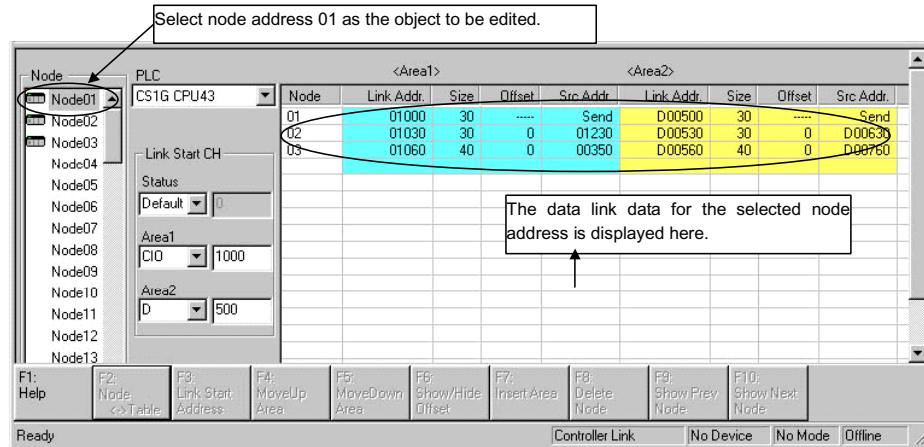 Select node address 01 as the object to be edited.
<Area1> <Area2>
Node PLC
Node01 CS1G CPU43 Node Link Addr. Size Offset Src Addr. Link Addr. Size Offset Src Addr.
01 01000 30 ----- Send D00500 30 ----- Send
Node02 02 01030 30 0 01230 D00530 30 0 D00630
Node03 03 01060 40 0 00350 D00560 40 0 D00760
Node04 Link Start CH
Node05 Status
Node06 Default 0
Node07 Area1
Node08 CIO 1000
Node09
Node10 Area2
Node11 D 500
Node12
Node13
The data link data for the selected node
address is displayed here.
F1: F2: F3: F4: F5: F6: F7: F8: F9: F10:
Help Node Link Start MoveUp MoveDown Show/Hide Insert Area Delete Show Prev Show Next
<->Table Address Area Area Offset Node Node Node
Ready Controller Link No Device No Mode Offline